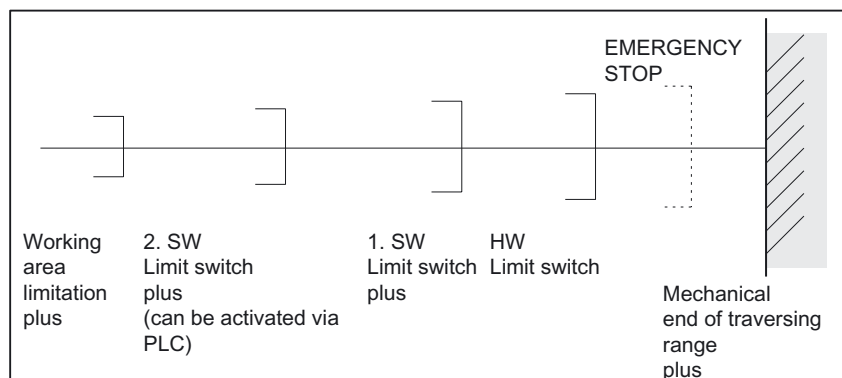 EMERGENCY
STOP
Working
area
limitation
plus
2. SW
Limit switch
plus
(can be activated via
PLC)
1. SW
Limit switch
plus
HW
Limit switch
Mechanical
end of traversing
range
plus